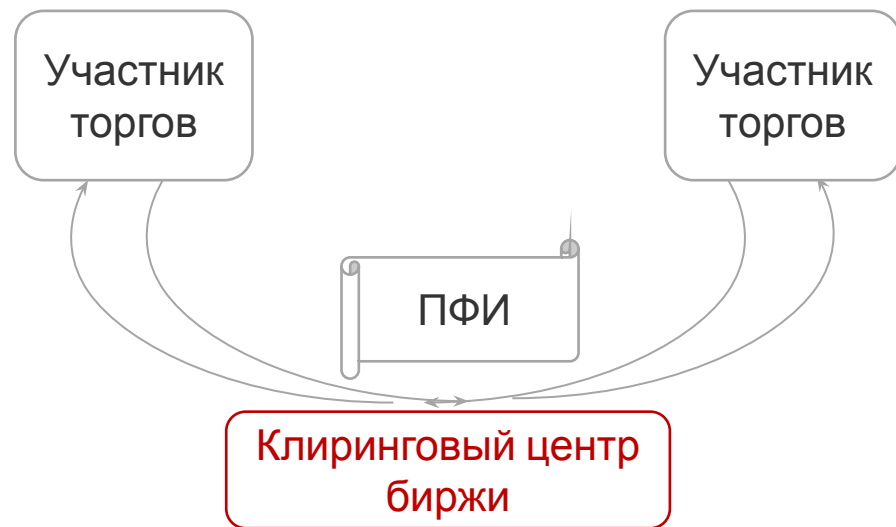 Участник
торгов
Участник
торгов
ПФИ
Клиринговый центр
биржи